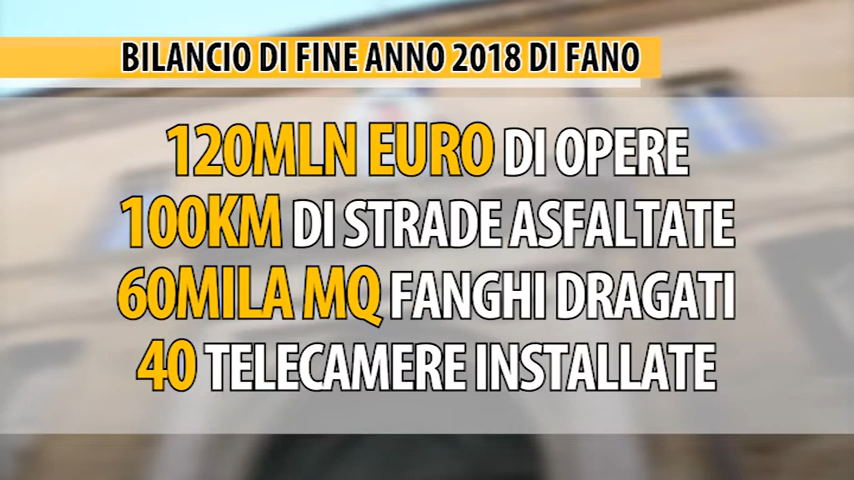 BILANCIO DI FINE ANNO 2018 DI FANO
120MLN EURO DI OPERE
100KM DI STRADE ASFALTATE
60MILA MQ FANGHI DRAGATI
40 TELECAMERE INSTALLATE